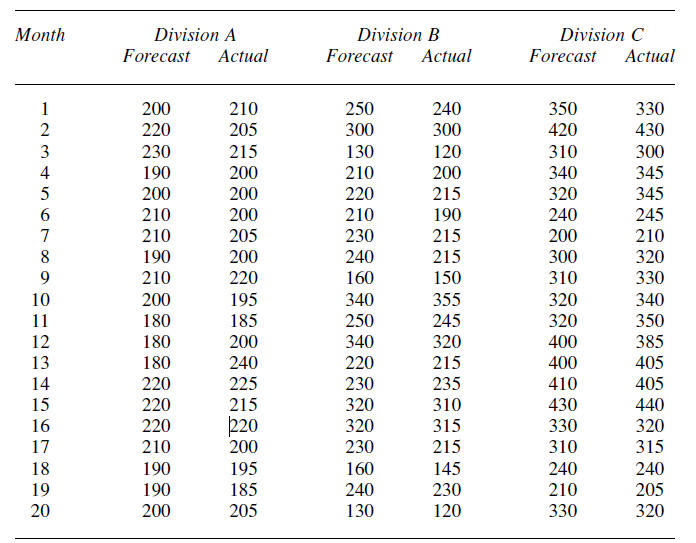 Month Division A Division B Division C
Forecast Actual Forecast Actual Forecast Actual
1 200 210 250 240 350 330
2 220 205 300 300 420 430
3 230 215 130 120 310 300
4 190 200 210 200 340 345
5 200 200 220 215 320 345
6 210 200 210 190 240 245
7 210 205 230 215 200 210
8 190 200 240 215 300 320
9 210 220 160 150 310 330
10 200 195 340 355 320 340
11 180 185 250 245 320 350
12 180 200 340 320 400 385
13 180 240 220 215 400 405
14 220 225 230 235 410 405
15 220 215 320 310 430 440
16 220 220 320 315 330 320
17 210 200 230 215 310 315
18 190 195 160 145 240 240
19 190 185 240 230 210 205
20 200 205 130 120 330 320